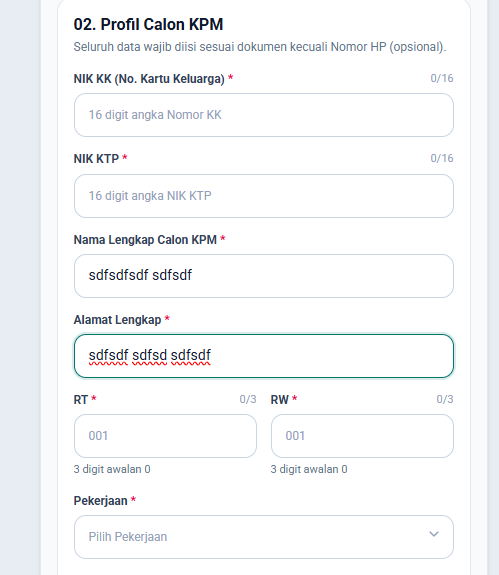 02. Profil Calon KPM
Seluruh data wajib diisi sesuai dokumen kecuali Nomor HP (opsional).
NIK KK (No. Kartu Keluarga) * 0/16
16 digit angka Nomor KK
NIK KTP * 0/16
16 digit angka NIK KTP
Nama Lengkap Calon KPM *
sdfsdfsdf sdfsdf
Alamat Lengkap *
sdfsdf sdfsd sdfsdf
RT * 0/3 RW * 0/3
001 001
3 digit awalan 0 3 digit awalan 0
Pekerjaan *
Pilih Pekerjaan